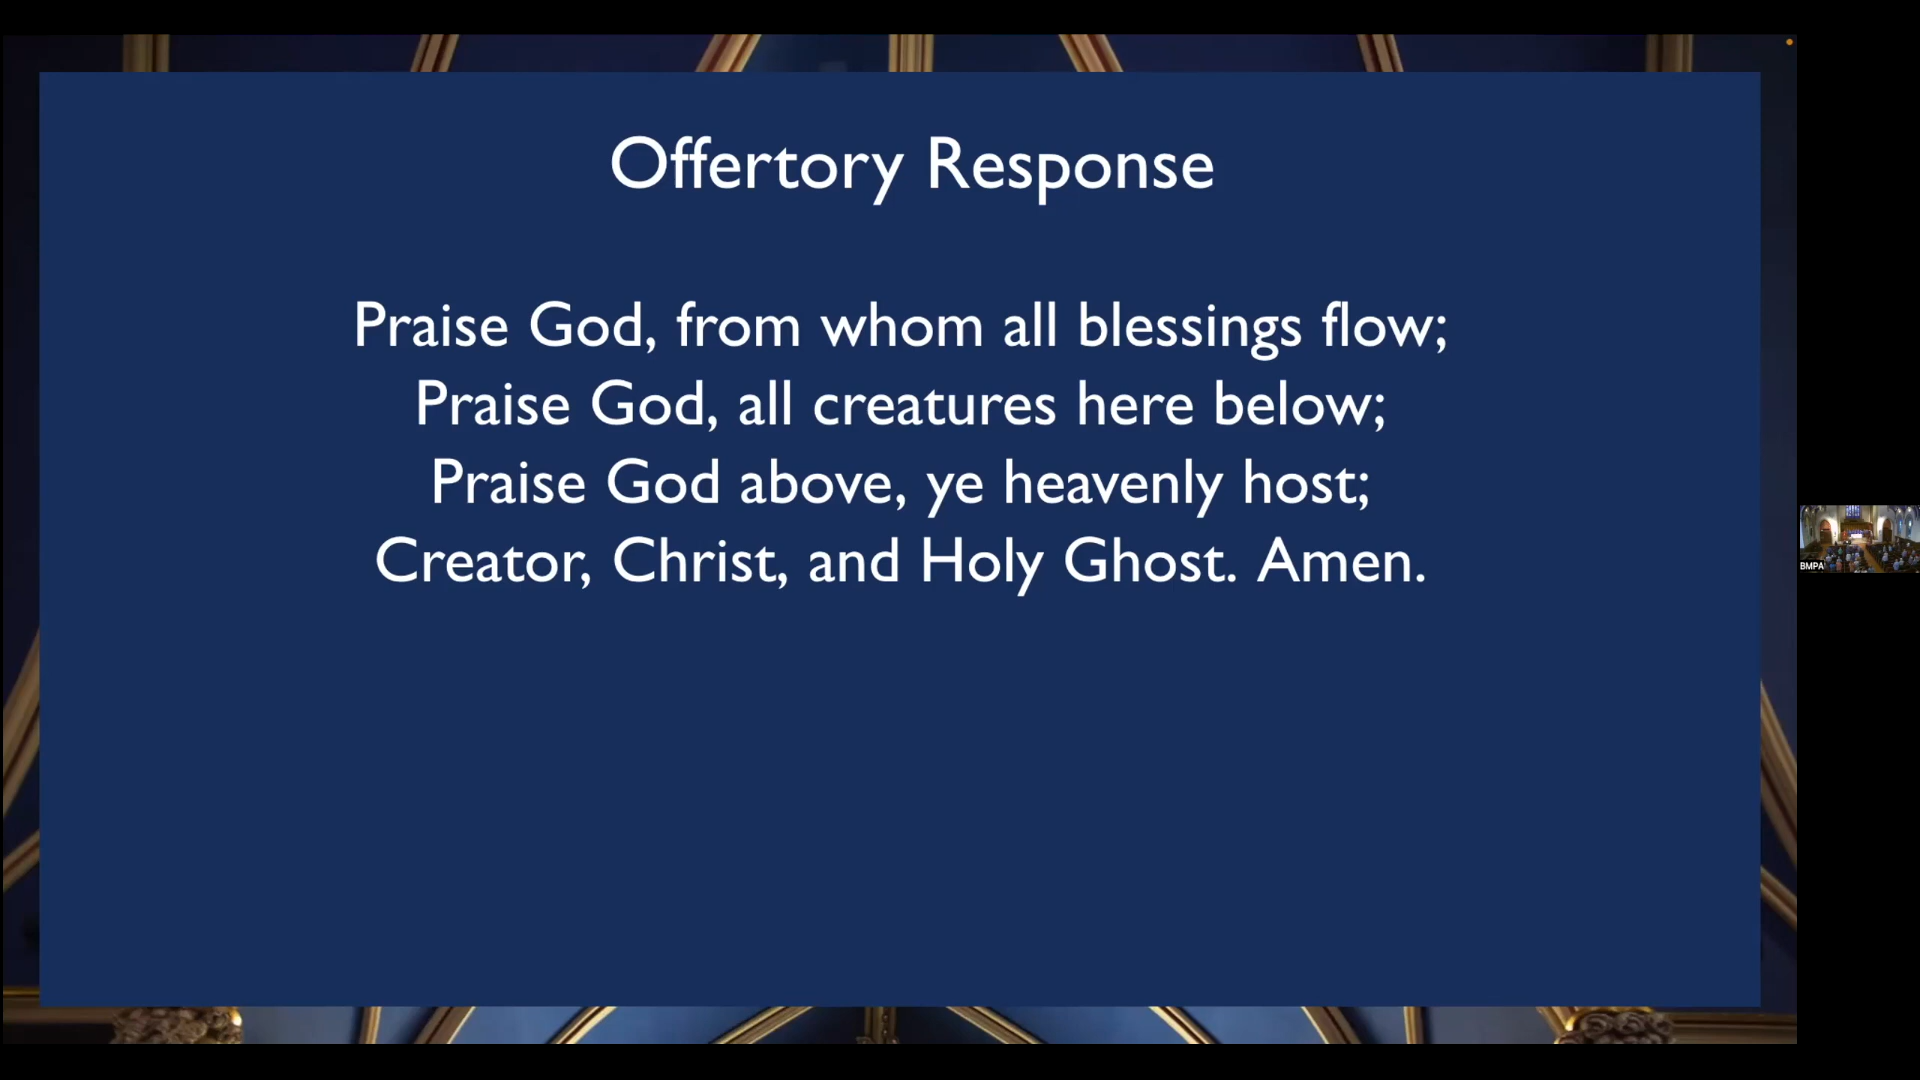 Offertory Response
Praise God, from whom all blessings flow;
Praise God, all creatures here below;
Praise God above, ye heavenly host;
Creator, Christ, and Holy Ghost. Amen.
BMPA